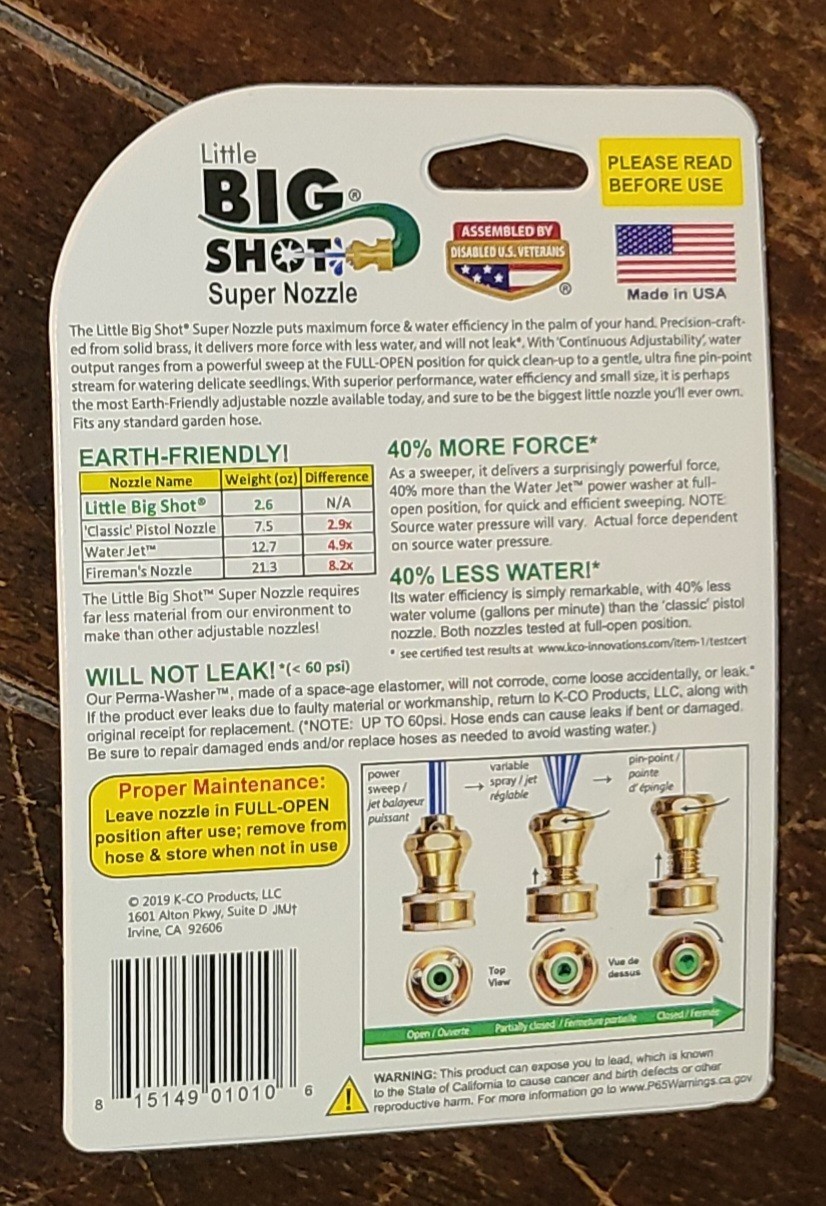 Little
BIG®
SHOT
Super Nozzle
PLEASE READ
BEFORE USE
ASSEMBLED BY
DISABLED U.S. VETERANS
®
Made in USA
The Little Big Shot® Super Nozzle puts maximum force & water efficiency in the palm of your hand. Precision-craft-
ed from solid brass, it delivers more force with less water, and will not leak*. With 'Continuous Adjustability', water
output ranges from a powerful sweep at the FULL-OPEN position for quick clean-up to a gentle, ultra fine pin-point
stream for watering delicate seedlings. With superior performance, water efficiency and small size, it is perhaps
the most Earth-Friendly adjustable nozzle available today, and sure to be the biggest little nozzle you'll ever own.
Fits any standard garden hose.
EARTH-FRIENDLY!
Nozzle Name Weight (oz) Difference
Little Big Shot® 2.6 N/A
'Classic' Pistol Nozzle 7.5 2.9x
Water Jet™ 12.7 4.9x
Fireman's Nozzle 21.3 8.2x
The Little Big Shot™ Super Nozzle requires
far less material from our environment to
make than other adjustable nozzles!
40% MORE FORCE*
As a sweeper, it delivers a surprisingly powerful force,
40% more than the Water Jet™ power washer at full-
open position, for quick and efficient sweeping. NOTE:
Source water pressure will vary. Actual force dependent
on source water pressure.
40% LESS WATER!*
Its water efficiency is simply remarkable, with 40% less
water volume (gallons per minute) than the 'classic' pistol
nozzle. Both nozzles tested at full-open position.
* see certified test results at www.kco-innovations.com/item-1/testcert
WILL NOT LEAK! *(< 60 psi)
Our Perma-Washer™, made of a space-age elastomer, will not corrode, come loose accidentally, or leak.*
If the product ever leaks due to faulty material or workmanship, return to K-CO Products, LLC, along with
original receipt for replacement. (*NOTE: UP TO 60psi. Hose ends can cause leaks if bent or damaged.
Be sure to repair damaged ends and/or replace hoses as needed to avoid wasting water.)
Proper Maintenance:
Leave nozzle in FULL-OPEN
position after use; remove from
hose & store when not in use
© 2019 K-CO Products, LLC
1601 Alton Pkwy, Suite D JMJ†
Irvine, CA 92606
8 15149 01010 6
power
sweep /
jet balayeur
puissant
variable
spray / jet
réglable
pin-point /
pointe
d' épingle
Top
View
Vue de
dessus
Open / Ouverte
Partially closed / Fermeture partielle
Closed / Fermée
WARNING: This product can expose you to lead, which is known
to the State of California to cause cancer and birth defects or other
reproductive harm. For more information go to www.P65Warnings.ca.gov